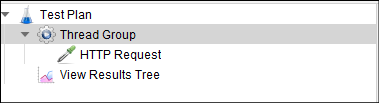 Test Plan
Thread Group
HTTP Request
View Results Tree